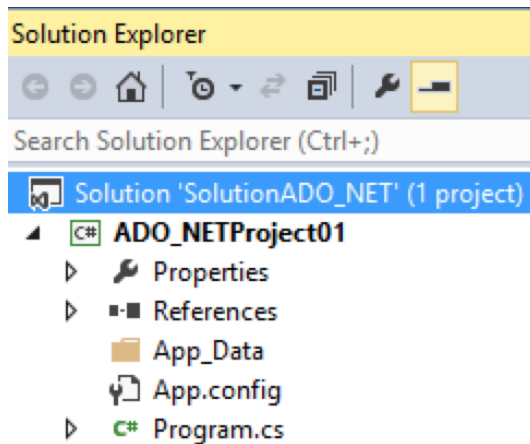 Solution Explorer
Search Solution Explorer (Ctrl+;)
Solution 'SolutionADO_NET' (1 project)
C# ADO_NETProject01
Properties
References
App_Data
App.config
C# Program.cs